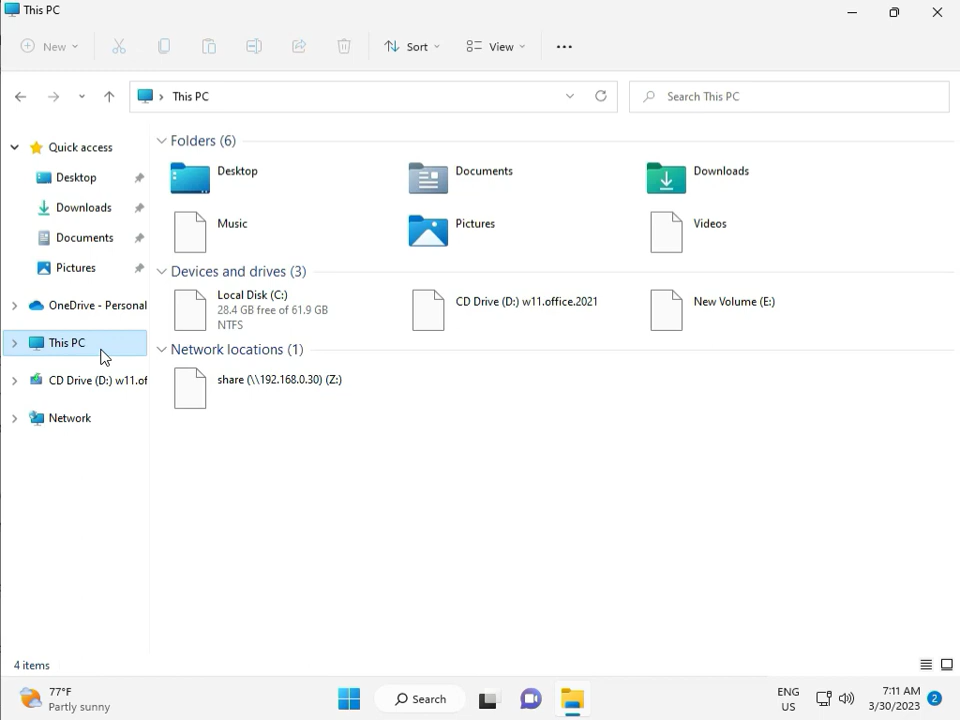 This PC
New
Sort
View
This PC
Search This PC
Quick access
Desktop
Downloads
Documents
Pictures
OneDrive - Personal
This PC
CD Drive (D:) w11.of
Network
Folders (6)
Desktop
Documents
Downloads
Music
Pictures
Videos
Devices and drives (3)
Local Disk (C:)
28.4 GB free of 61.9 GB
NTFS
CD Drive (D:) w11.office.2021
New Volume (E:)
Network locations (1)
share (\\192.168.0.30) (Z:)
4 items
77°F
Partly sunny
Search
ENG
US
7:11 AM
3/30/2023
2